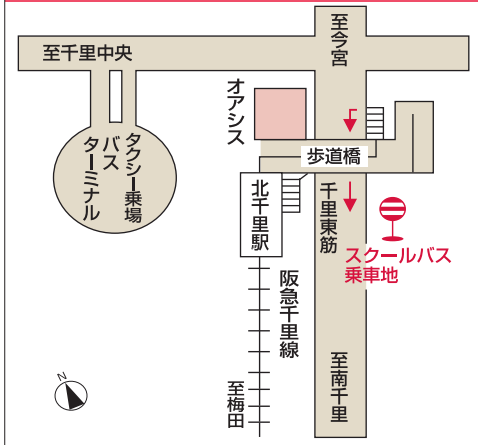 至今宮
至千里中央
オアシス
タクシー乗場
バス
ターミナル
歩道橋
北千里駅
千里東筋
スクールバス
乗車地
阪急千里線
至梅田
至南千里
N